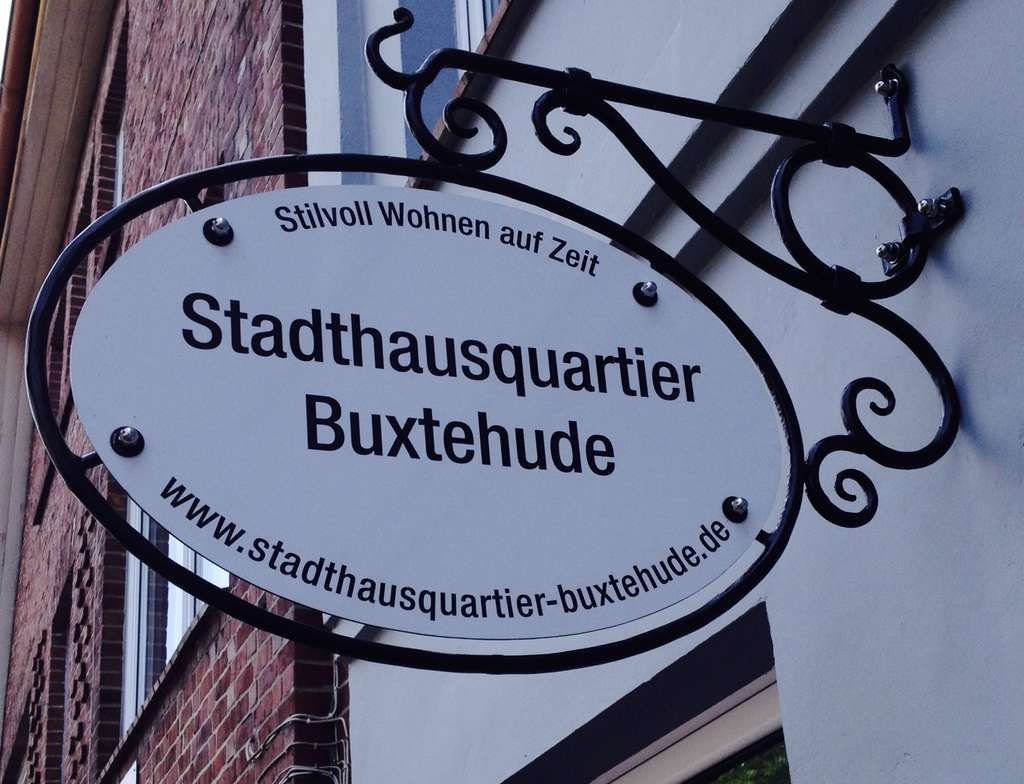 Stilvoll Wohnen auf Zeit
Stadthausquartier
Buxtehude
www.stadthausquartier-buxtehude.de